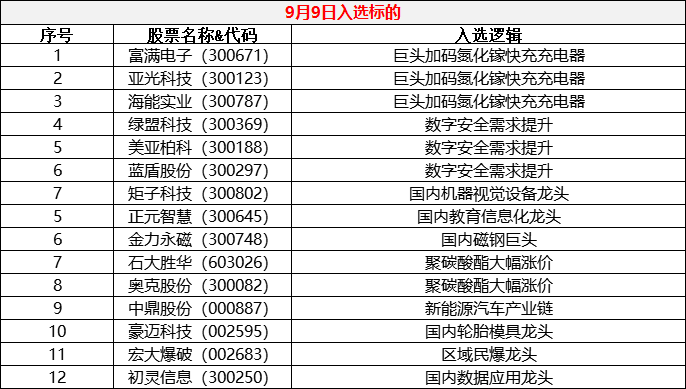 9月9日入选标的
序号 股票名称&代码 入选逻辑
1 富满电子（300671） 巨头加码氮化镓快充充电器
2 亚光科技（300123） 巨头加码氮化镓快充充电器
3 海能实业（300787） 巨头加码氮化镓快充充电器
4 绿盟科技（300369） 数字安全需求提升
5 美亚柏科（300188） 数字安全需求提升
6 蓝盾股份（300297） 数字安全需求提升
7 矩子科技（300802） 国内机器视觉设备龙头
5 正元智慧（300645） 国内教育信息化龙头
6 金力永磁（300748） 国内磁钢巨头
7 石大胜华（603026） 聚碳酸酯大幅涨价
8 奥克股份（300082） 聚碳酸酯大幅涨价
9 中鼎股份（000887） 新能源汽车产业链
10 豪迈科技（002595） 国内轮胎模具龙头
11 宏大爆破（002683） 区域民爆龙头
12 初灵信息（300250） 国内数据应用龙头